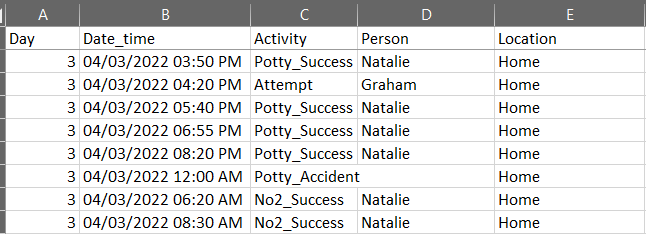 A B C D E
Day Date_time Activity Person Location
3 04/03/2022 03:50 PM Potty_Success Natalie Home
3 04/03/2022 04:20 PM Attempt Graham Home
3 04/03/2022 05:40 PM Potty_Success Natalie Home
3 04/03/2022 06:55 PM Potty_Success Natalie Home
3 04/03/2022 08:20 PM Potty_Success Natalie Home
3 04/03/2022 12:00 AM Potty_Accident Home
3 04/03/2022 06:20 AM No2_Success Natalie Home
3 04/03/2022 08:30 AM No2_Success Natalie Home